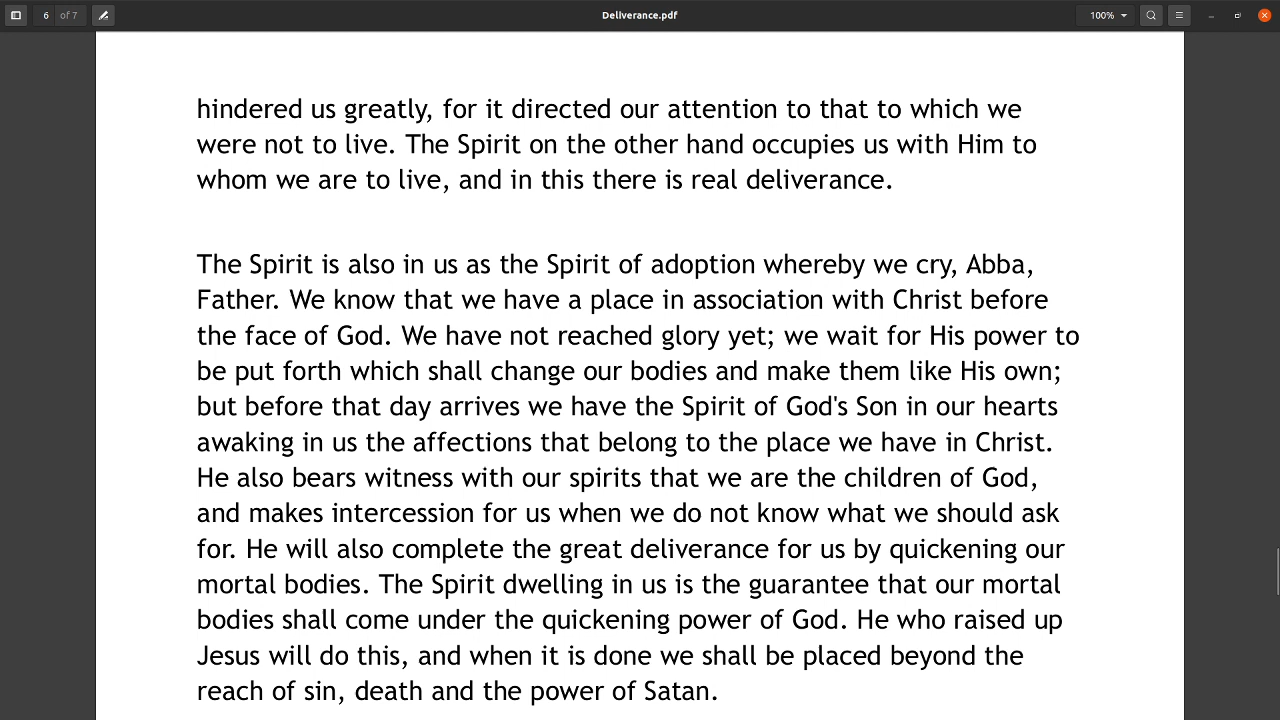 6 of 7
Deliverance.pdf
100%
hindered us greatly, for it directed our attention to that to which we
were not to live. The Spirit on the other hand occupies us with Him to
whom we are to live, and in this there is real deliverance.
The Spirit is also in us as the Spirit of adoption whereby we cry, Abba,
Father. We know that we have a place in association with Christ before
the face of God. We have not reached glory yet; we wait for His power to
be put forth which shall change our bodies and make them like His own;
but before that day arrives we have the Spirit of God's Son in our hearts
awaking in us the affections that belong to the place we have in Christ.
He also bears witness with our spirits that we are the children of God,
and makes intercession for us when we do not know what we should ask
for. He will also complete the great deliverance for us by quickening our
mortal bodies. The Spirit dwelling in us is the guarantee that our mortal
bodies shall come under the quickening power of God. He who raised up
Jesus will do this, and when it is done we shall be placed beyond the
reach of sin, death and the power of Satan.